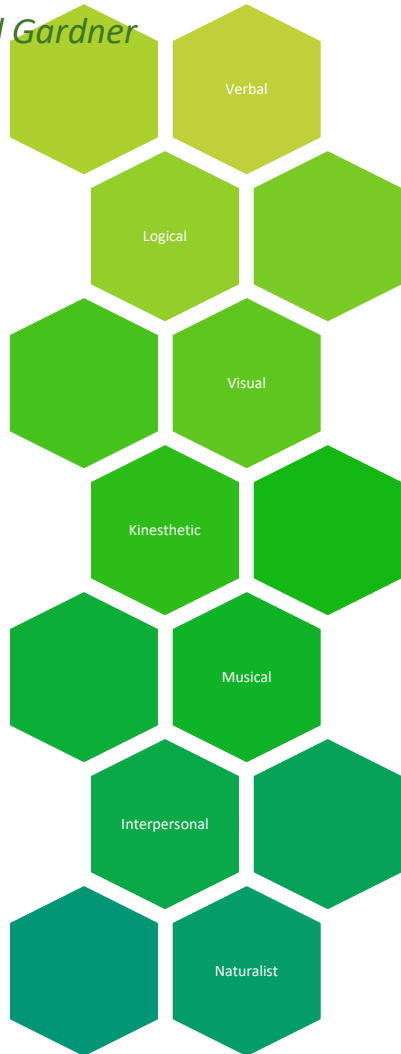 Gardner
Verbal
Logical
Visual
Kinesthetic
Musical
Interpersonal
Naturalist